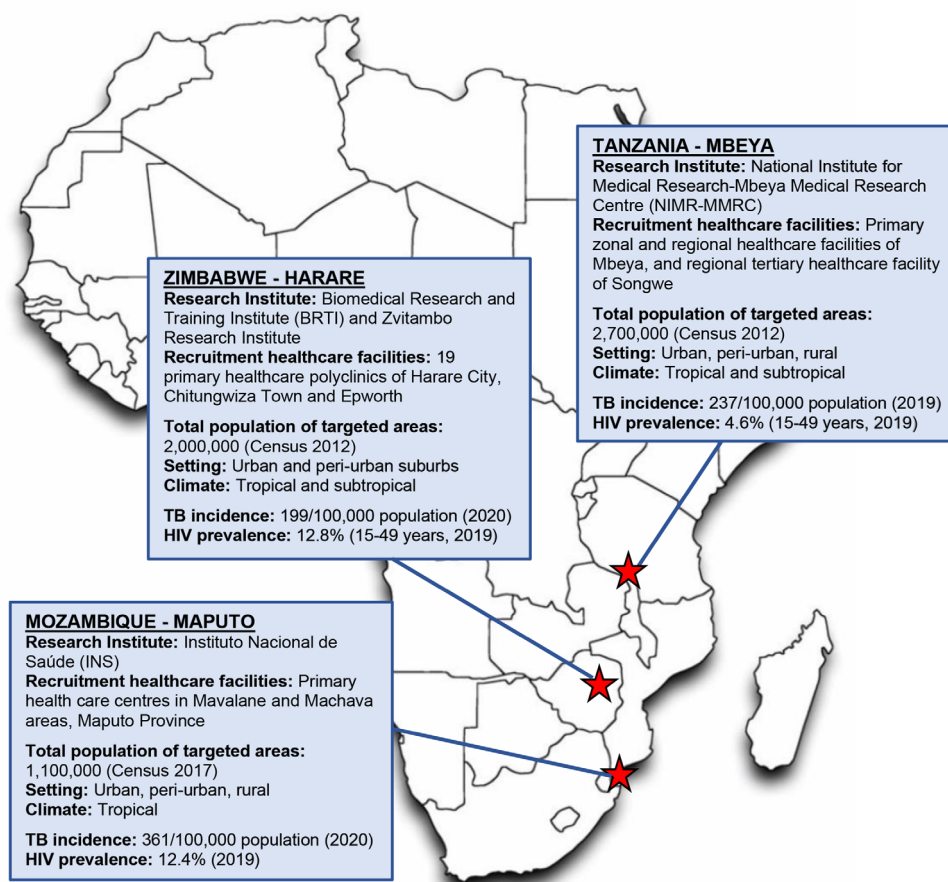 TANZANIA - MBEYA
Research Institute: National Institute for
Medical Research-Mbeya Medical Research
Centre (NIMR-MMRC)
Recruitment healthcare facilities: Primary
zonal and regional healthcare facilities of
Mbeya, and regional tertiary healthcare facility
of Songwe
Total population of targeted areas:
2,700,000 (Census 2012)
Setting: Urban, peri-urban, rural
Climate: Tropical and subtropical
TB incidence: 237/100,000 population (2019)
HIV prevalence: 4.6% (15-49 years, 2019)
ZIMBABWE - HARARE
Research Institute: Biomedical Research and
Training Institute (BRTI) and Zvitambo
Research Institute
Recruitment healthcare facilities: 19
primary healthcare polyclinics of Harare City,
Chitungwiza Town and Epworth
Total population of targeted areas:
2,000,000 (Census 2012)
Setting: Urban and peri-urban suburbs
Climate: Tropical and subtropical
TB incidence: 199/100,000 population (2020)
HIV prevalence: 12.8% (15-49 years, 2019)
MOZAMBIQUE - MAPUTO
Research Institute: Instituto Nacional de
Saúde (INS)
Recruitment healthcare facilities: Primary
health care centres in Mavalane and Machava
areas, Maputo Province
Total population of targeted areas:
1,100,000 (Census 2017)
Setting: Urban, peri-urban, rural
Climate: Tropical
TB incidence: 361/100,000 population (2020)
HIV prevalence: 12.4% (2019)